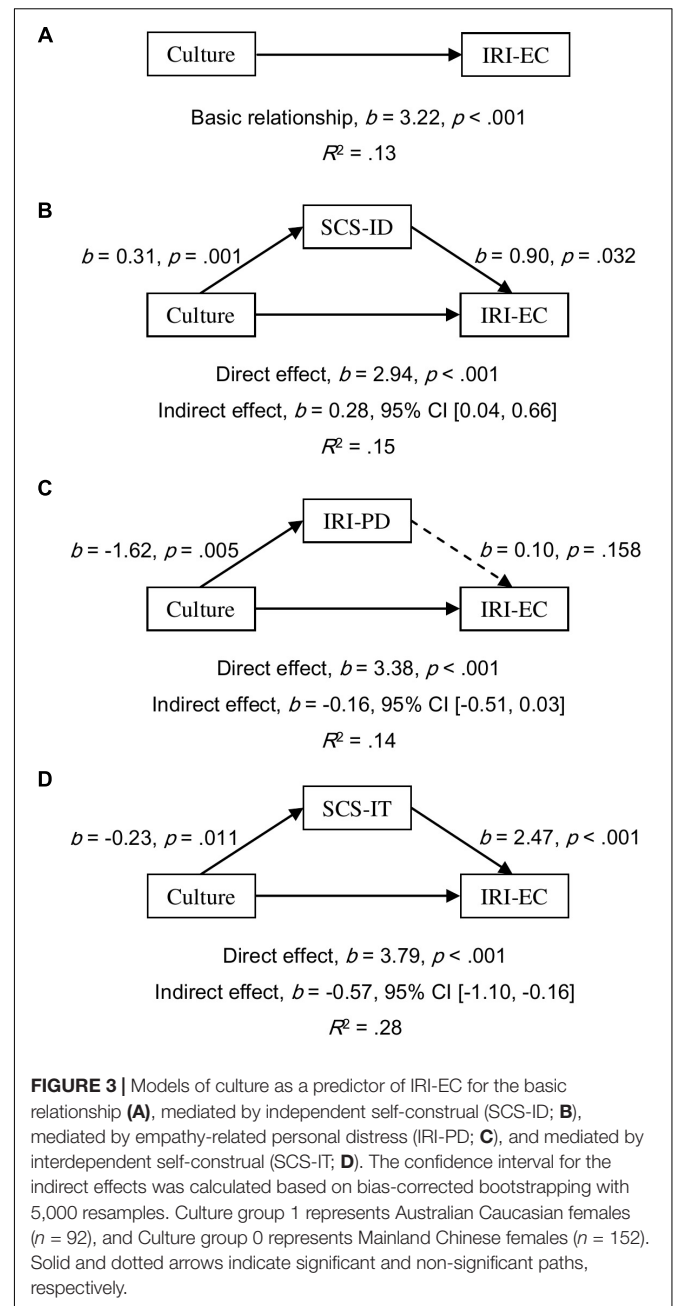 A
Culture
IRI-EC
Basic relationship, b = 3.22, p < .001
R² = .13
B
SCS-ID
b = 0.31, p = .001
b = 0.90, p = .032
Culture
IRI-EC
Direct effect, b = 2.94, p < .001
Indirect effect, b = 0.28, 95% CI [0.04, 0.66]
R² = .15
C
IRI-PD
b = -1.62, p = .005
b = 0.10, p = .158
Culture
IRI-EC
Direct effect, b = 3.38, p < .001
Indirect effect, b = -0.16, 95% CI [-0.51, 0.03]
R² = .14
D
SCS-IT
b = -0.23, p = .011
b = 2.47, p < .001
Culture
IRI-EC
Direct effect, b = 3.79, p < .001
Indirect effect, b = -0.57, 95% CI [-1.10, -0.16]
R² = .28
FIGURE 3 | Models of culture as a predictor of IRI-EC for the basic
relationship (A), mediated by independent self-construal (SCS-ID; B),
mediated by empathy-related personal distress (IRI-PD; C), and mediated by
interdependent self-construal (SCS-IT; D). The confidence interval for the
indirect effects was calculated based on bias-corrected bootstrapping with
5,000 resamples. Culture group 1 represents Australian Caucasian females
(n = 92), and Culture group 0 represents Mainland Chinese females (n = 152).
Solid and dotted arrows indicate significant and non-significant paths,
respectively.